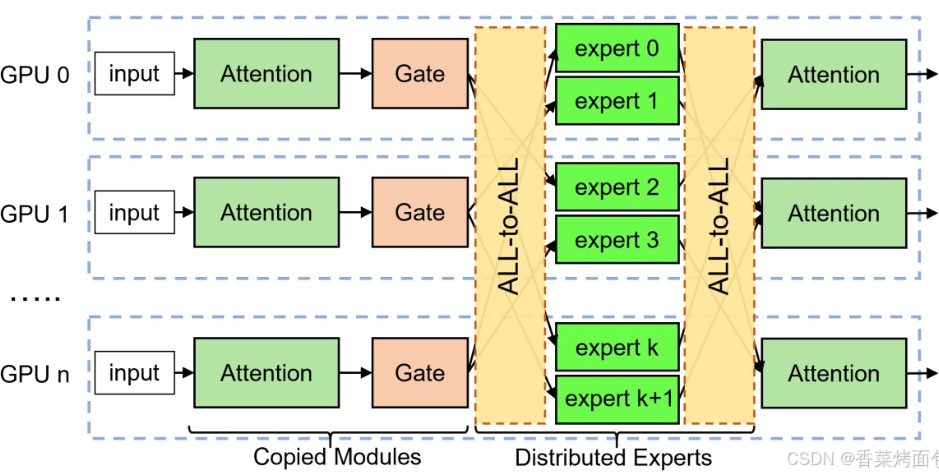 GPU 0
input
Attention
Gate
expert 0
expert 1
Attention
GPU 1
input
Attention
Gate
ALL-to-ALL
expert 2
expert 3
ALL-to-ALL
Attention
.....
GPU n
input
Attention
Gate
expert k
expert k+1
Attention
Copied Modules
Distributed Experts
CSDN @香菜烤面